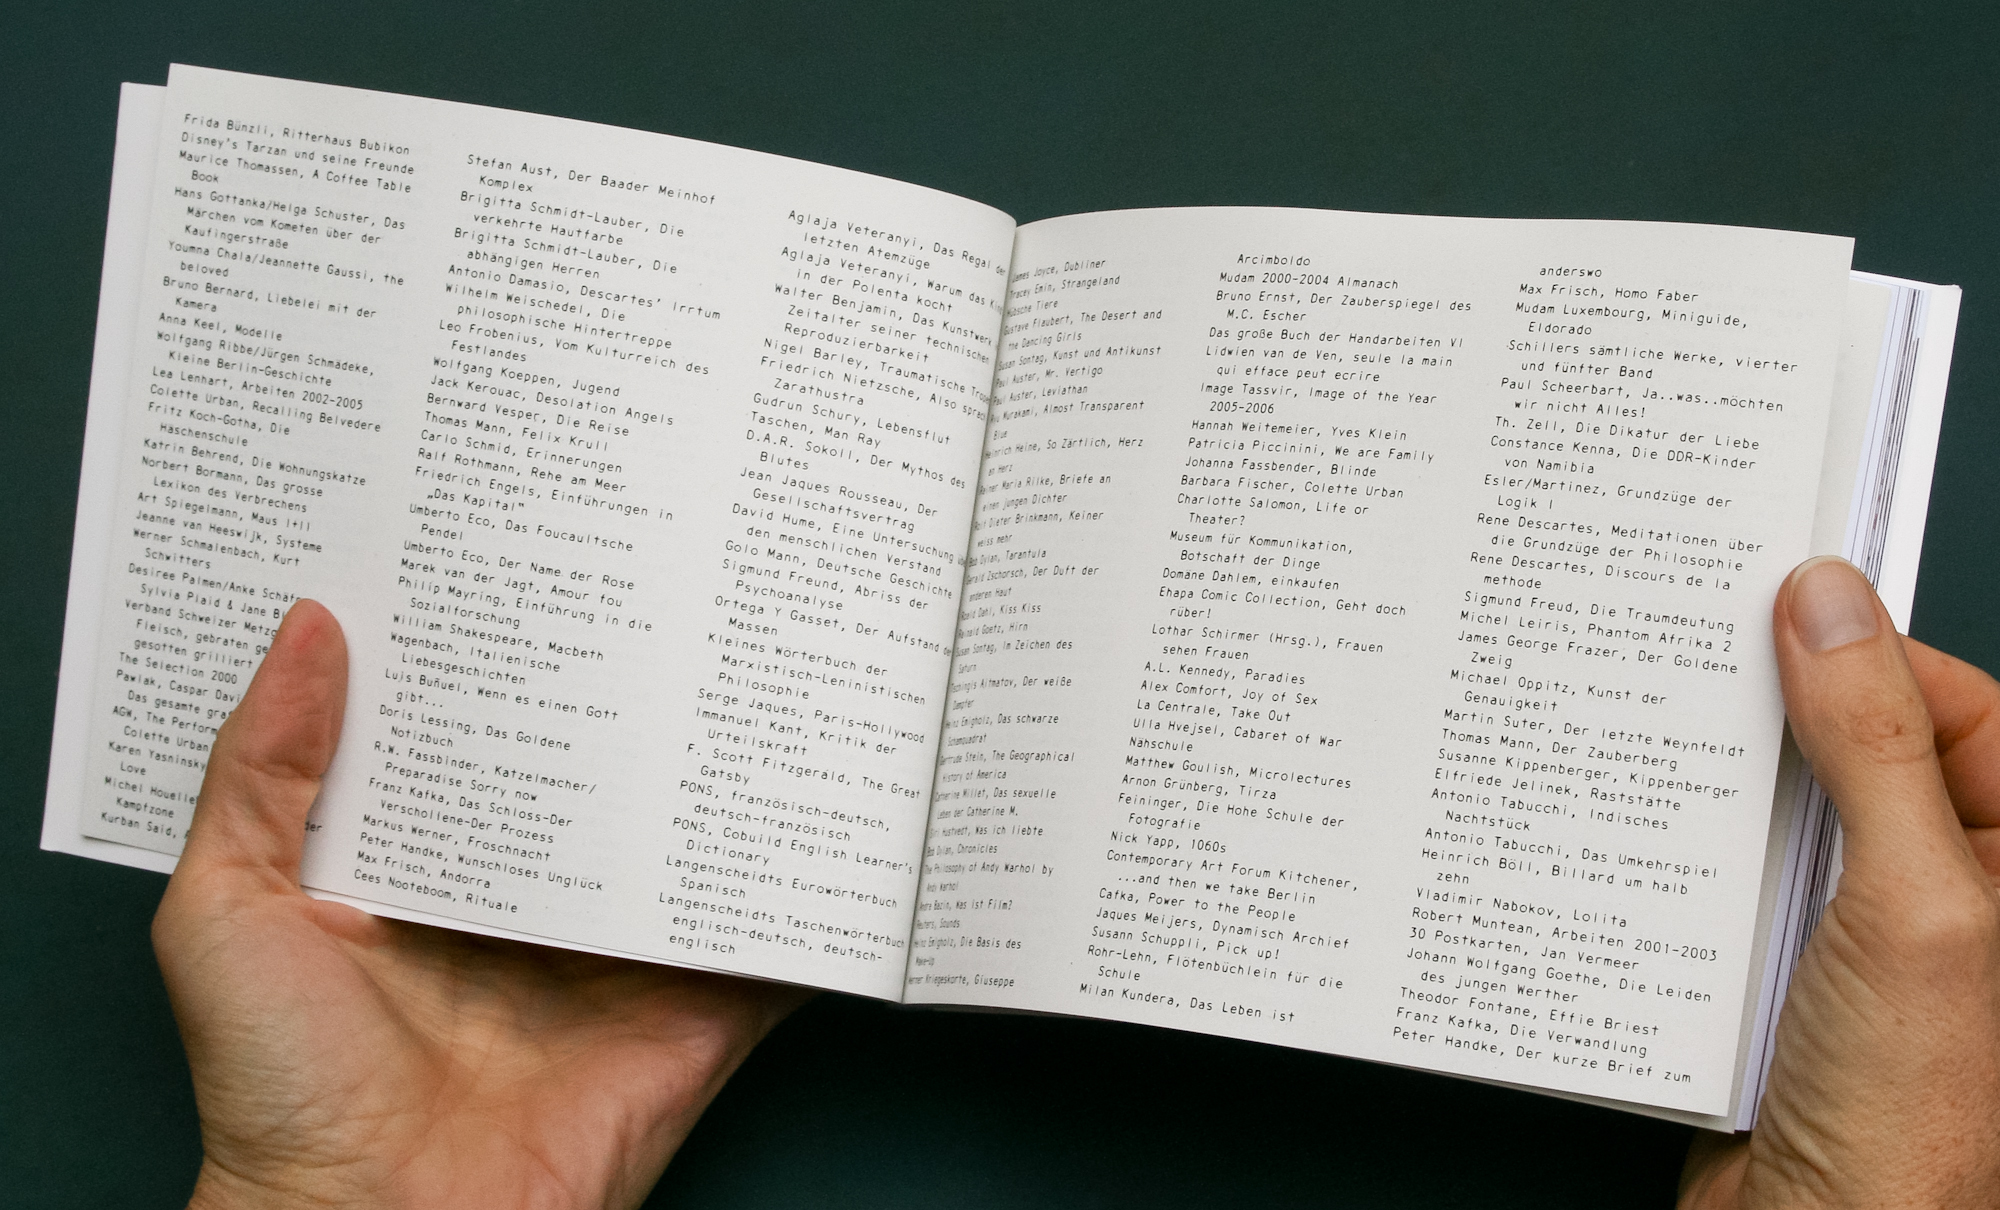 Frida Bünzli, Ritterhaus Bubikon
Disney's Tarzan und seine Freunde
Maurice Thomassen, A Coffee Table
Book
Hans Gottanka/Helga Schuster, Das
Märchen vom Kometen über der
Kaufingerstraße
Youmna Chala/Jeannette Gaussi, the
beloved
Bruno Bernard, Liebelei mit der
Kamera
Anna Keel, Modelle
Wolfgang Ribbe/Jürgen Schmädeke,
Kleine Berlin-Geschichte
Lea Lenhart, Arbeiten 2002-2005
Colette Urban, Recalling Belvedere
Fritz Koch-Gotha, Die
Häschenschule
Katrin Behrend, Die Wohnungskatze
Norbert Bormann, Das grosse
Lexikon des Verbrechens
Art Spiegelmann, Maus I+II
Jeanne van Heeswijk, Systeme
Werner Schmalenbach, Kurt
Schwitters
Desiree Palmen/Anke Schäfe
Sylvia Plaid & Jane
Verband Schweizer Metzg
Fleisch, gebraten ge
gesotten grilliert
The Selection 2000
Pawlak, Caspar Davi
Das gesamte graf
AGW, The Perform
Colette Urban
Karen Yasninsky
Love
Michel Houelle
Kampfzone
Kurban Said,
Stefan Aust, Der Baader Meinhof
Komplex
Brigitta Schmidt-Lauber, Die
verkehrte Hautfarbe
Brigitta Schmidt-Lauber, Die
abhängigen Herren
Antonio Damasio, Descartes' Irrtum
Wilhelm Weischedel, Die
philosophische Hintertreppe
Leo Frobenius, Vom Kulturreich des
Festlandes
Wolfgang Koeppen, Jugend
Jack Kerouac, Desolation Angels
Bernward Vesper, Die Reise
Thomas Mann, Felix Krull
Carlo Schmid, Erinnerungen
Ralf Rothmann, Rehe am Meer
Friedrich Engels, Einführungen in
„Das Kapital“
Umberto Eco, Das Foucaultsche
Pendel
Umberto Eco, Der Name der Rose
Marek van der Jagt, Amour fou
Philip Mayring, Einführung in die
Sozialforschung
William Shakespeare, Macbeth
Wagenbach, Italienische
Liebesgeschichten
Lujs Buñuel, Wenn es einen Gott
gibt...
Doris Lessing, Das Goldene
Notizbuch
R.W. Fassbinder, Katzelmacher/
Preparadise Sorry now
Franz Kafka, Das Schloss-Der
Verschollene-Der Prozess
Markus Werner, Froschnacht
Peter Handke, Wunschloses Unglück
Max Frisch, Andorra
Cees Nooteboom, Rituale
Aglaja Veteranyi, Das Regal der
letzten Atemzüge
Aglaja Veteranyi, Warum das Kind
in der Polenta kocht
Walter Benjamin, Das Kunstwerk
Zeitalter seiner technischen
Reproduzierbarkeit
Nigel Barley, Traumatische Trope
Friedrich Nietzsche, Also sprach
Zarathustra
Gudrun Schury, Lebensflut
Taschen, Man Ray
D.A.R. Sokoll, Der Mythos des
Blutes
Jean Jaques Rousseau, Der
Gesellschaftsvertrag
David Hume, Eine Untersuchung
den menschlichen Verstand
Golo Mann, Deutsche Geschichte
Sigmund Freund, Abriss der
Psychoanalyse
Ortega Y Gasset, Der Aufstand der
Massen
Kleines Wörterbuch der
Marxistisch-Leninistischen
Philosophie
Serge Jaques, Paris-Hollywood
Immanuel Kant, Kritik der
Urteilskraft
F. Scott Fitzgerald, The Great
Gatsby
PONS, französisch-deutsch,
deutsch-französisch
PONS, Cobuild English Learner's
Dictionary
Langenscheidts Eurowörterbuch
Spanisch
Langenscheidts Taschenwörterbuch
englisch-deutsch, deutsch-
englisch
James Joyce, Dubliner
Tracey Emin, Strangeland
Hübsche Tiere
Gustave Flaubert, The Desert and
the Dancing Girls
Susan Sontag, Kunst und Antikunst
Paul Auster, Mr. Vertigo
Paul Auster, Leviathan
Ryu Murakani, Almost Transparent
Blue
Heinrich Heine, So Zärtlich, Herz
an Herz
Rainer Maria Rilke, Briefe an
einen jungen Dichter
Rolf Dieter Brinkmann, Keiner
weiss mehr
Bob Dylan, Tarantula
Gerald Zschorsch, Der Duft der
anderen Haut
Roald Dahl, Kiss Kiss
Rainald Goetz, Hirn
Susan Sontag, Im Zeichen des
Saturn
Tschingis Aitmatov, Der weiße
Dampfer
Heinz Emigholz, Das schwarze
Schamquadrat
Gertrude Stein, The Geographical
History of America
Catherine Millet, Das sexuelle
Leben der Catherine M.
Siri Hustvedt, Was ich liebte
Bob Dylan, Chronicles
The Philosophy of Andy Warhol by
Andy Warhol
Andre Bazin, Was ist Film?
Reuters, Sounds
Heinz Emigholz, Die Basis des
Make-Up
Werner Kriegeskorte, Giuseppe
Arcimboldo
Mudam 2000-2004 Almanach
Bruno Ernst, Der Zauberspiegel des
M.C. Escher
Das große Buch der Handarbeiten VI
Lidwien van de Ven, seule la main
qui efface peut ecrire
Image Tassvir, Image of the Year
2005-2006
Hannah Weitemeier, Yves Klein
Patricia Piccinini, We are Family
Johanna Fassbender, Blinde
Barbara Fischer, Colette Urban
Charlotte Salomon, Life or
Theater?
Museum für Kommunikation,
Botschaft der Dinge
Domäne Dahlem, einkaufen
Ehapa Comic Collection, Geht doch
rüber!
Lothar Schirmer (Hrsg.), Frauen
sehen Frauen
A.L. Kennedy, Paradies
Alex Comfort, Joy of Sex
La Centrale, Take Out
Ulla Hvejsel, Cabaret of War
Nähschule
Matthew Goulish, Microlectures
Arnon Grünberg, Tirza
Feininger, Die Hohe Schule der
Fotografie
Nick Yapp, 1060s
Contemporary Art Forum Kitchener,
...and then we take Berlin
Cafka, Power to the People
Jaques Meijers, Dynamisch Archief
Susann Schuppli, Pick up!
Rohr-Lehn, Flötenbüchlein für die
Schule
Milan Kundera, Das Leben ist
anderswo
Max Frisch, Homo Faber
Mudam Luxembourg, Miniguide,
Eldorado
Schillers sämtliche Werke, vierter
und fünfter Band
Paul Scheerbart, Ja..was..möchten
wir nicht Alles!
Th. Zell, Die Dikatur der Liebe
Constance Kenna, Die DDR-Kinder
von Namibia
Esler/Martinez, Grundzüge der
Logik I
Rene Descartes, Meditationen über
die Grundzüge der Philosophie
Rene Descartes, Discours de la
methode
Sigmund Freud, Die Traumdeutung
Michel Leiris, Phantom Afrika 2
James George Frazer, Der Goldene
Zweig
Michael Oppitz, Kunst der
Genauigkeit
Martin Suter, Der letzte Weynfeldt
Thomas Mann, Der Zauberberg
Susanne Kippenberger, Kippenberger
Elfriede Jelinek, Raststätte
Antonio Tabucchi, Indisches
Nachtstück
Antonio Tabucchi, Das Umkehrspiel
Heinrich Böll, Billard um halb
zehn
Vladimir Nabokov, Lolita
Robert Muntean, Arbeiten 2001-2003
30 Postkarten, Jan Vermeer
Johann Wolfgang Goethe, Die Leiden
des jungen Werther
Theodor Fontane, Effie Briest
Franz Kafka, Die Verwandlung
Peter Handke, Der kurze Brief zum